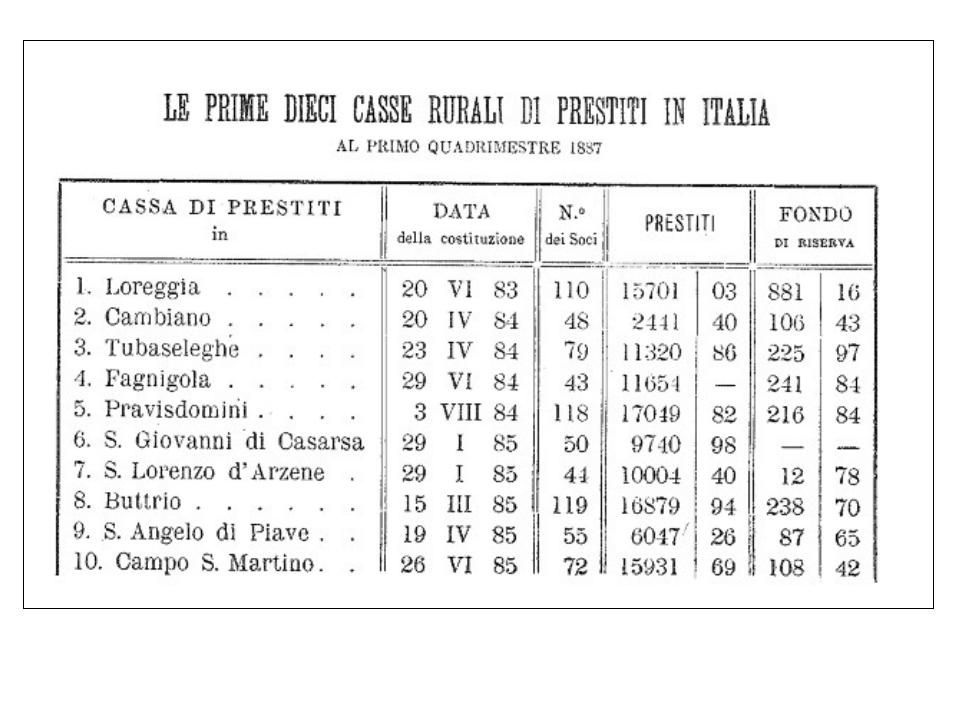 LE PRIME DIECI CASSE RURALI DI PRESTITI IN ITALIA
AL PRIMO QUADRIMESTRE 1887
CASSA DI PRESTITI in | DATA della costituzione | N.º dei Soci | PRESTITI | FONDO DI RISERVA
1. Loreggia . . . . . 20 VI 83 110 15701 03 881 16
2. Cambiano . . . . . 20 IV 84 48 2441 40 106 43
3. Tubaseleghe . . . . 23 IV 84 79 11320 86 225 97
4. Fagnigola . . . . . 29 VI 84 43 11654 — 241 84
5. Pravisdomini . . . . 3 VIII 84 118 17049 82 216 84
6. S. Giovanni di Casarsa 29 I 85 50 9740 98 — —
7. S. Lorenzo d'Arzene . 29 I 85 44 10004 40 12 78
8. Buttrio . . . . . . 15 III 85 119 16879 94 238 70
9. S. Angelo di Piave . . 19 IV 85 55 6047 26 87 65
10. Campo S. Martino . . 26 VI 85 72 15931 69 108 42